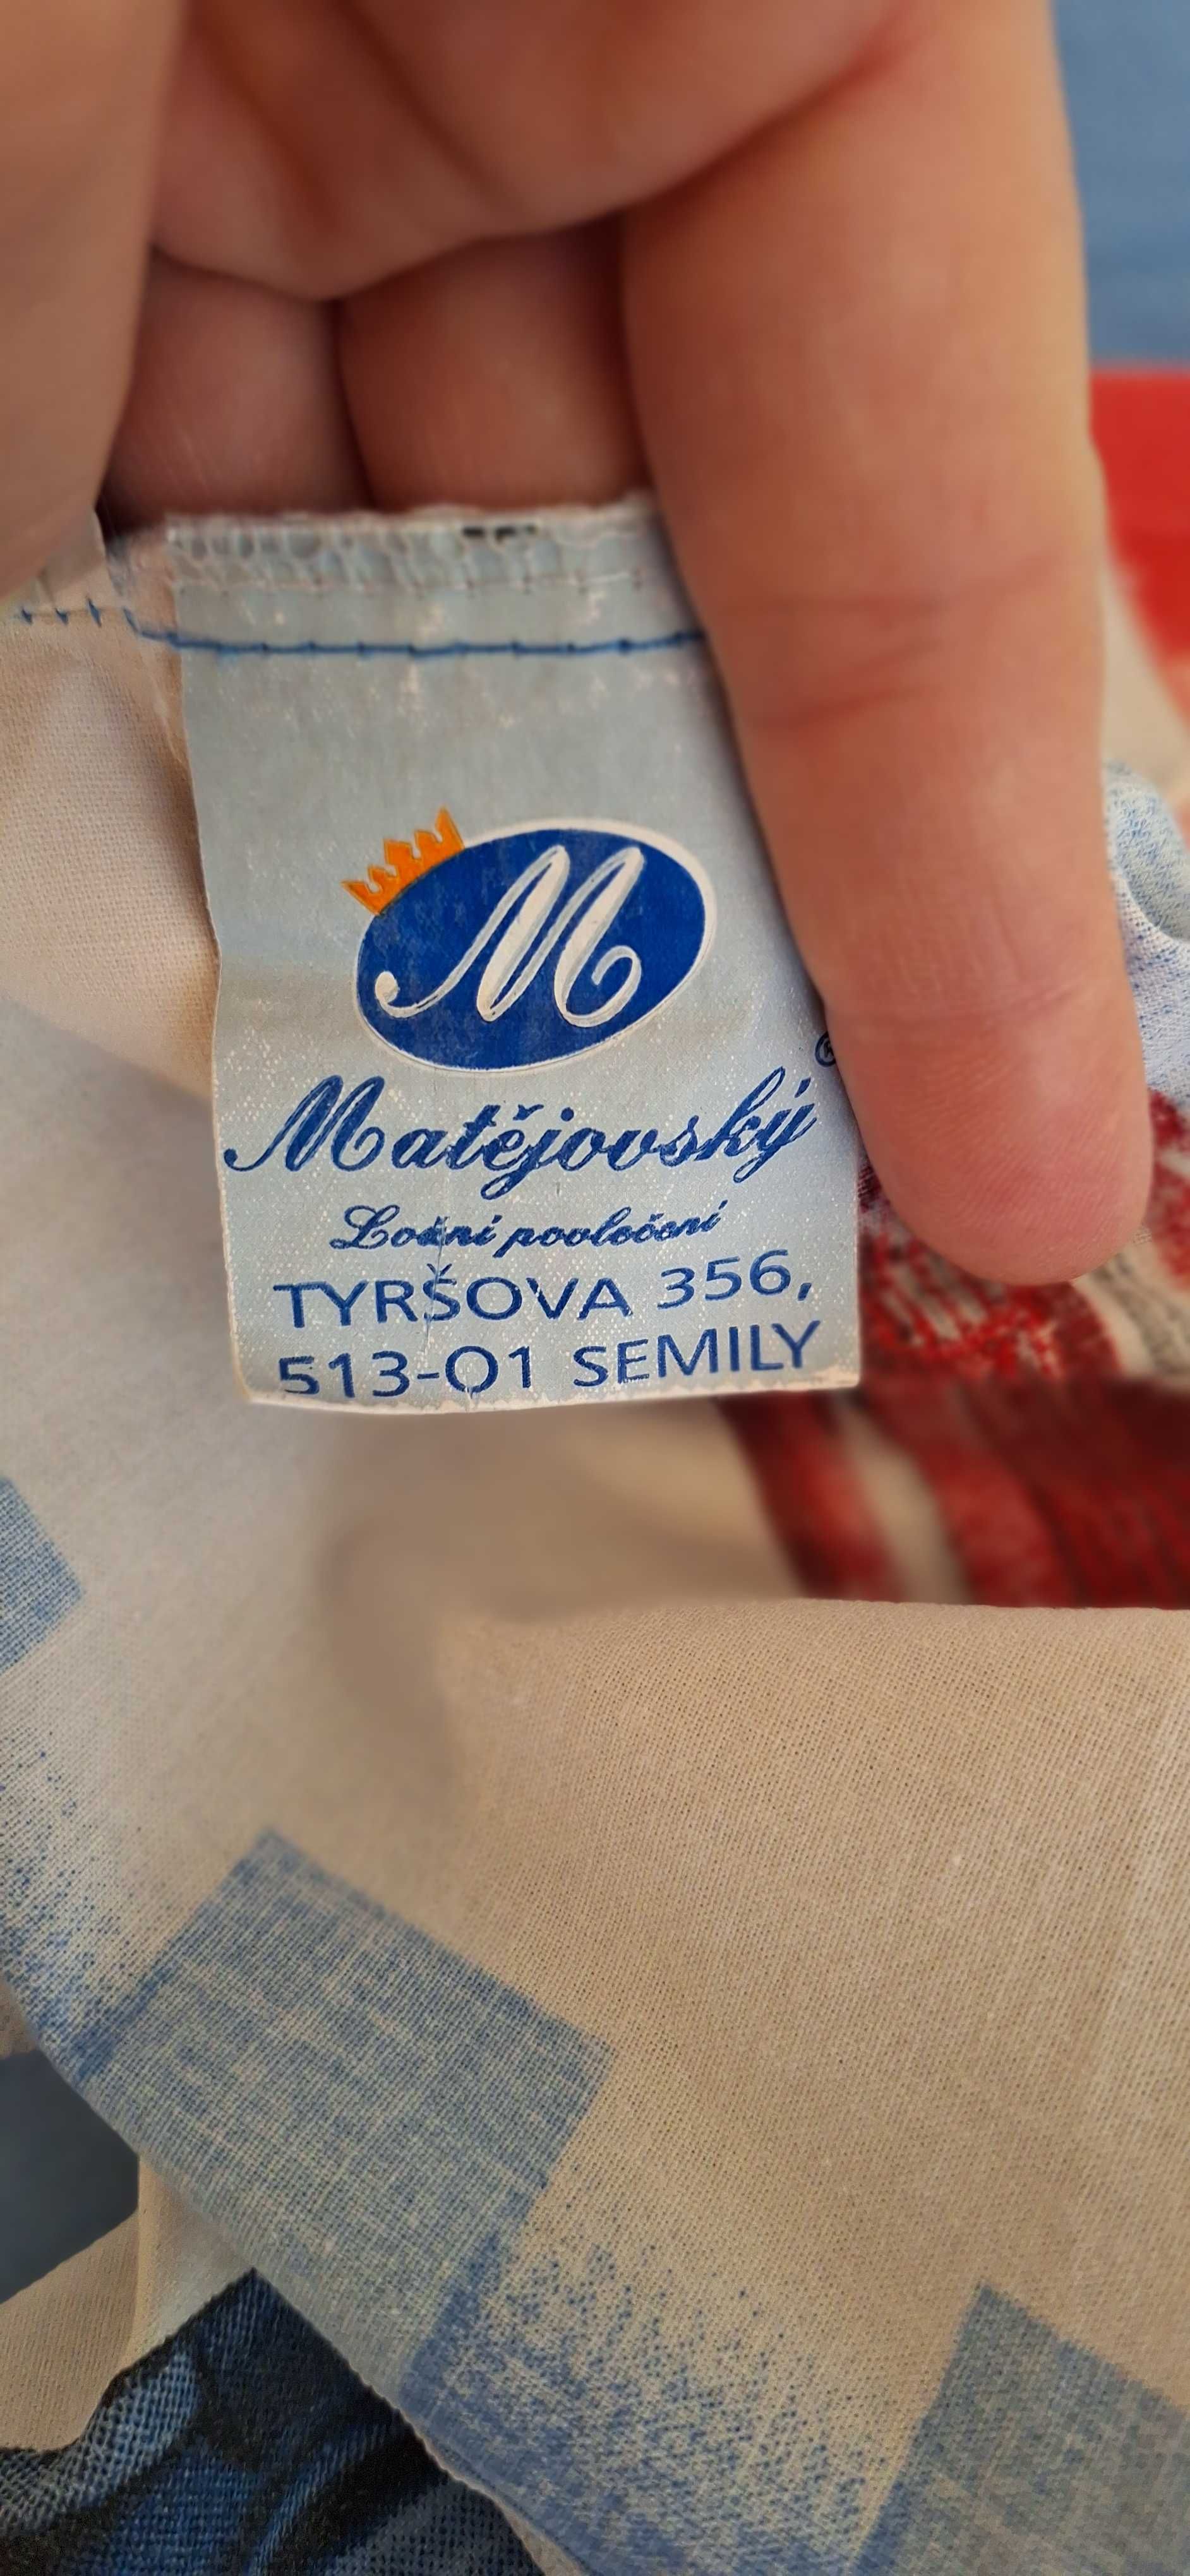 M
Matějovský ®
Ložní povlečení
TYRŠOVA 356,
513-01 SEMILY